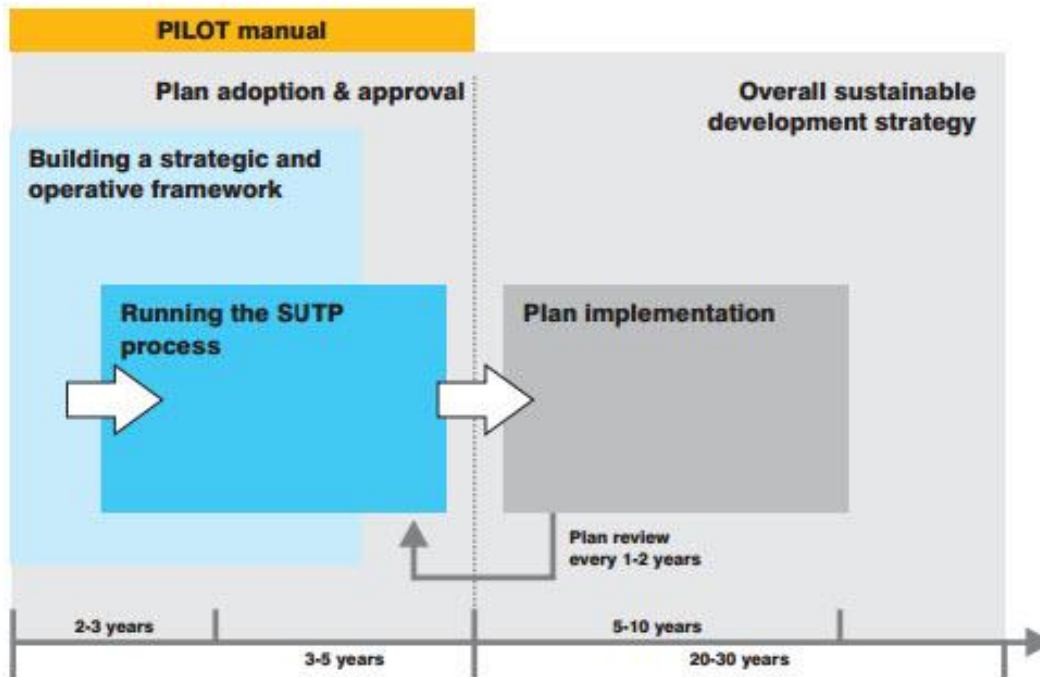 PILOT manual
Plan adoption & approval
Overall sustainable
development strategy
Building a strategic and
operative framework
Running the SUTP
process
Plan implementation
Plan review
every 1-2 years
2-3 years
5-10 years
3-5 years
20-30 years